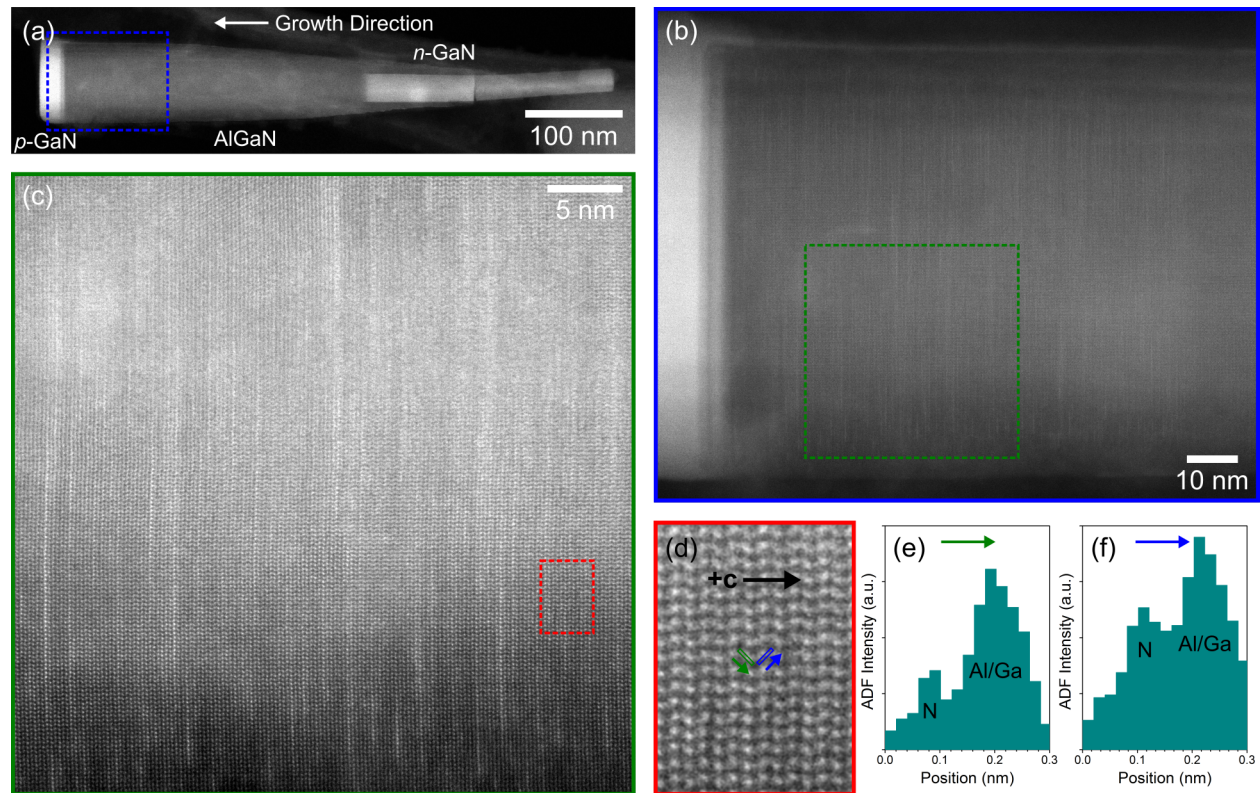 (a)
Growth Direction
n-GaN
100 nm
p-GaN
AlGaN
(b)
10 nm
(c)
5 nm
(d)
+c
(e)
ADF Intensity (a.u.)
N
Al/Ga
0.0 0.1 0.2 0.3
Position (nm)
(f)
ADF Intensity (a.u.)
N
Al/Ga
0.0 0.1 0.2 0.3
Position (nm)